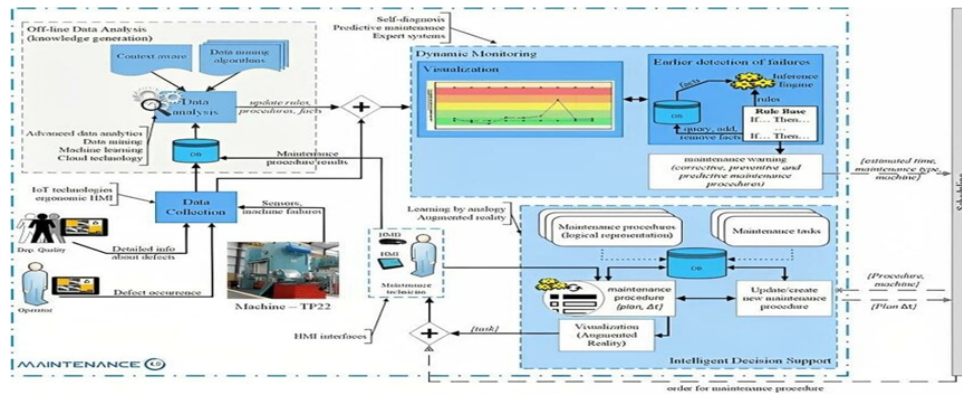 Off-line Data Analysis
(knowledge generation)
Context aware
Data mining
algorithms
Data
analysis
update rules,
procedures, facts
Advanced data analytics
Data mining
Machine learning
Cloud technology
DB
Maintenance
procedure results
IoT technologies
ergonomic HMI
Data
Collection
Sensors,
machine failures
Dep. Quality
Detailed info
about defects
Operator
Defect occurrence
Machine – TP22
HMD
HMI
Maintenance
technician
HMI interfaces
MAINTENANCE
Self-diagnosis
Predictive maintenance
Expert systems
Dynamic Monitoring
Visualization
Earlier detection of failures
facts
Inference
Engine
DB
rules
Rule Base
If… Then…
...
If… Then…
query, add,
remove facts
maintenance warning
(corrective, preventive and
predictive maintenance
procedures)
[estimated time,
maintenance type,
machine]
Learning by analogy
Augmented reality
Maintenance procedures
(logical representation)
Maintenance tasks
DB
maintenance
procedure
(plan, Δt)
Update/create
new maintenance
procedure
[Procedure,
machine]
[Plan Δt]
[task]
Visualization
(Augmented
Reality)
Intelligent Decision Support
order for maintenance procedure
Scheduling